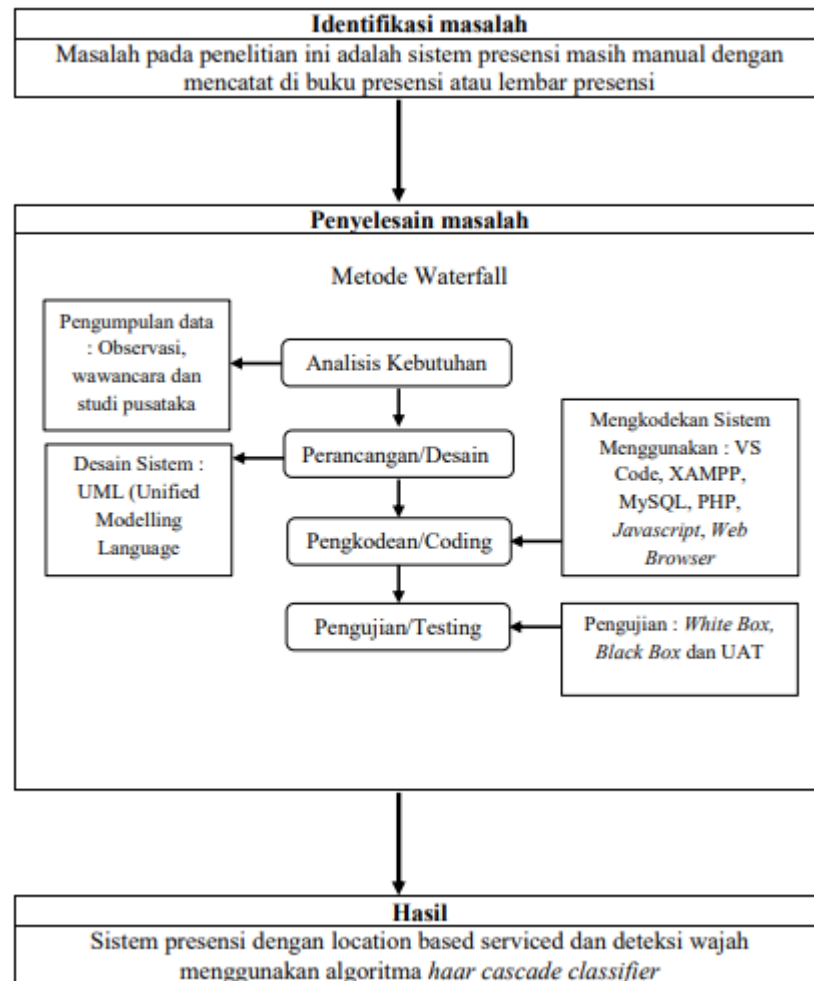 Identifikasi masalah
Masalah pada penelitian ini adalah sistem presensi masih manual dengan
mencatat di buku presensi atau lembar presensi
Penyelesain masalah
Metode Waterfall
Pengumpulan data
: Observasi,
wawancara dan
studi pusataka
Analisis Kebutuhan
Desain Sistem :
UML (Unified
Modelling
Language
Perancangan/Desain
Mengkodekan Sistem
Menggunakan : VS
Code, XAMPP,
MySQL, PHP,
Javascript, Web
Browser
Pengkodean/Coding
Pengujian/Testing
Pengujian : White Box,
Black Box dan UAT
Hasil
Sistem presensi dengan location based serviced dan deteksi wajah
menggunakan algoritma haar cascade classifier